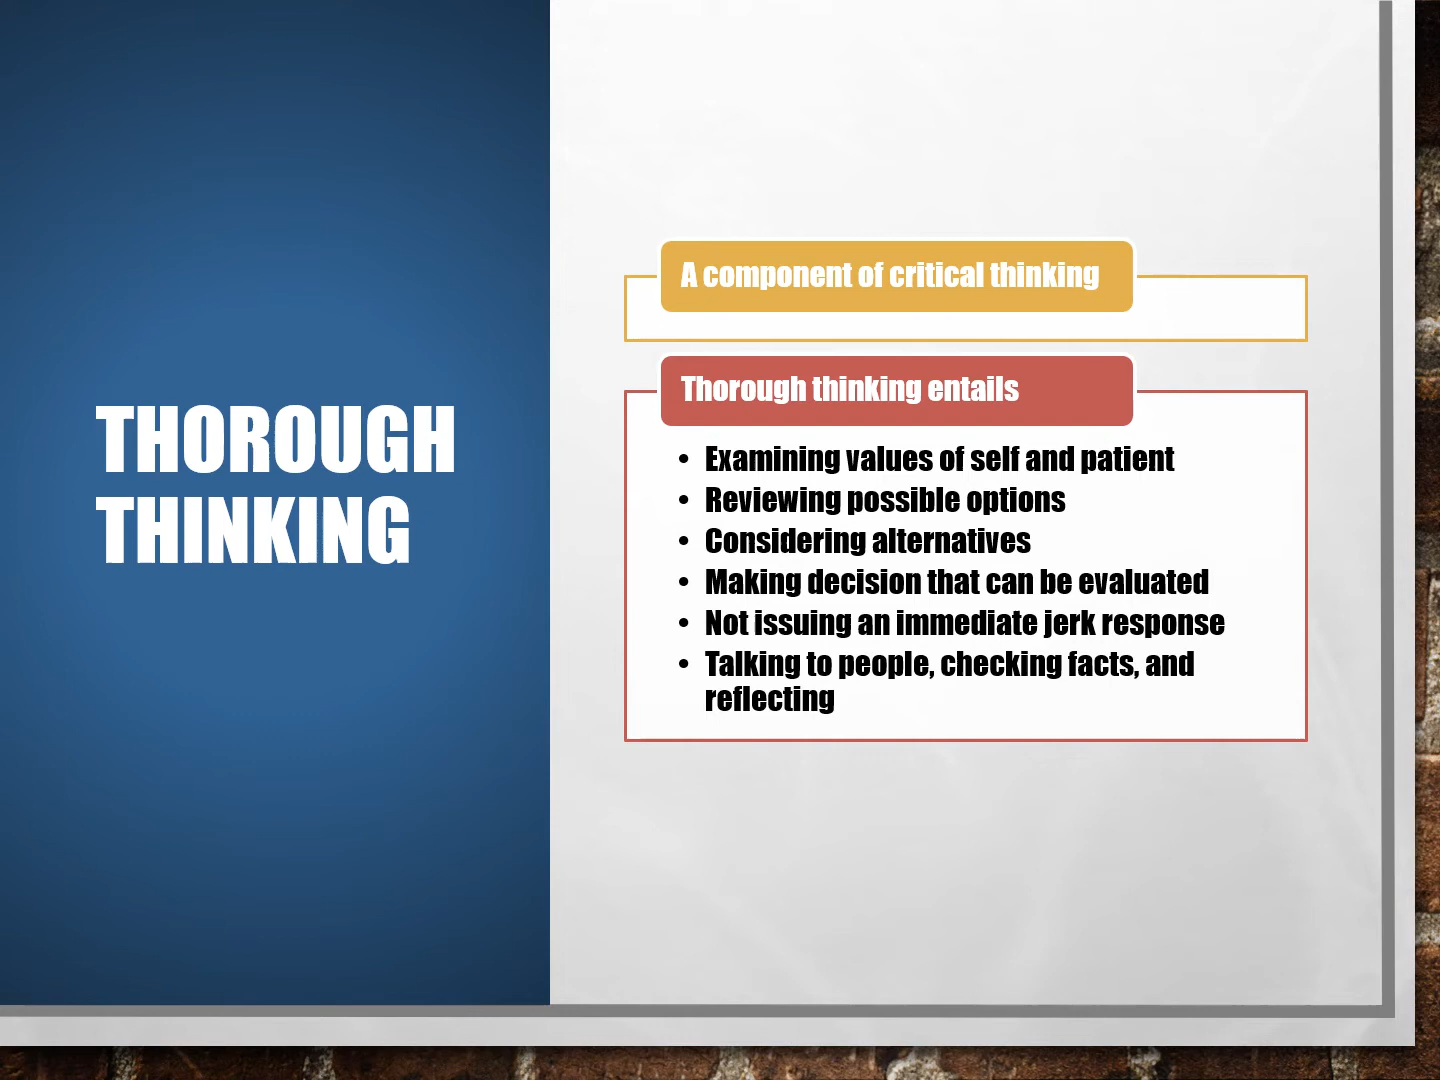 THOROUGH
THINKING
A component of critical thinking
Thorough thinking entails
• Examining values of self and patient
• Reviewing possible options
• Considering alternatives
• Making decision that can be evaluated
• Not issuing an immediate jerk response
• Talking to people, checking facts, and
reflecting